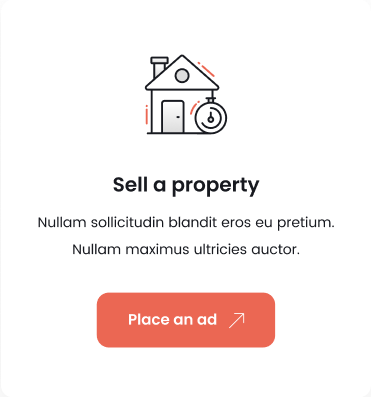 Sell a property
Nullam sollicitudin blandit eros eu pretium.
Nullam maximus ultricies auctor.
Place an ad